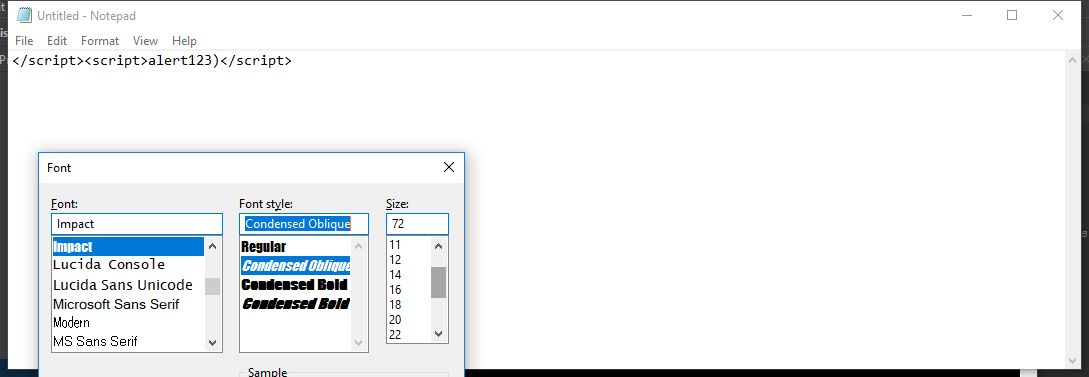 Untitled - Notepad
File Edit Format View Help
</script><script>alert123)</script>
Font
Font: Font style: Size:
Impact Condensed Oblique 72
Impact Regular 11
Lucida Console Condensed Oblique 12
Lucida Sans Unicode Condensed Bold 14
Microsoft Sans Serif Condensed Bold 16
Modern 18
MS Sans Serif 20
22
Sample